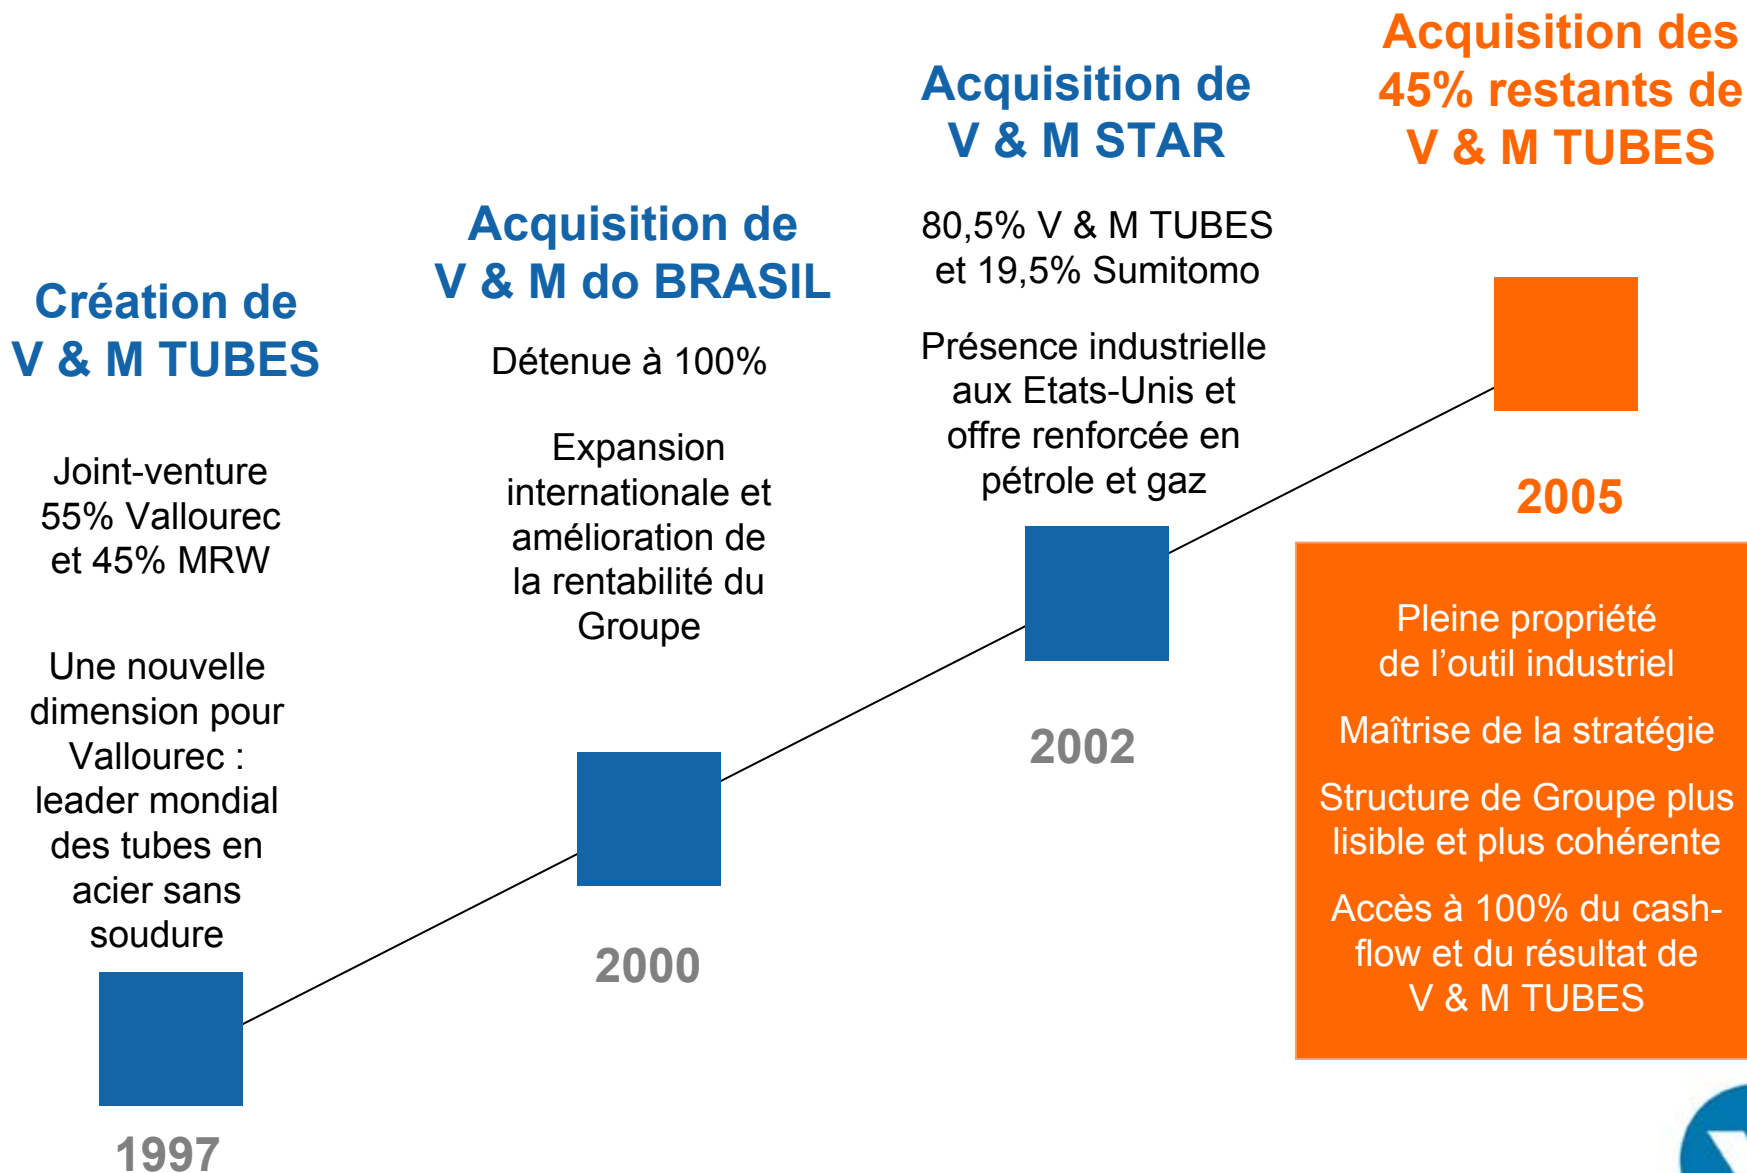 Création de
V & M TUBES
Joint-venture
55% Vallourec
et 45% MRW
Une nouvelle
dimension pour
Vallourec :
leader mondial
des tubes en
acier sans
soudure
1997
Acquisition de
V & M do BRASIL
Détenue à 100%
Expansion
internationale et
amélioration de
la rentabilité du
Groupe
2000
Acquisition de
V & M STAR
80,5% V & M TUBES
et 19,5% Sumitomo
Présence industrielle
aux Etats-Unis et
offre renforcée en
pétrole et gaz
2002
Acquisition des
45% restants de
V & M TUBES
2005
Pleine propriété
de l’outil industriel
Maîtrise de la stratégie
Structure de Groupe plus
lisible et plus cohérente
Accès à 100% du cash-
flow et du résultat de
V & M TUBES